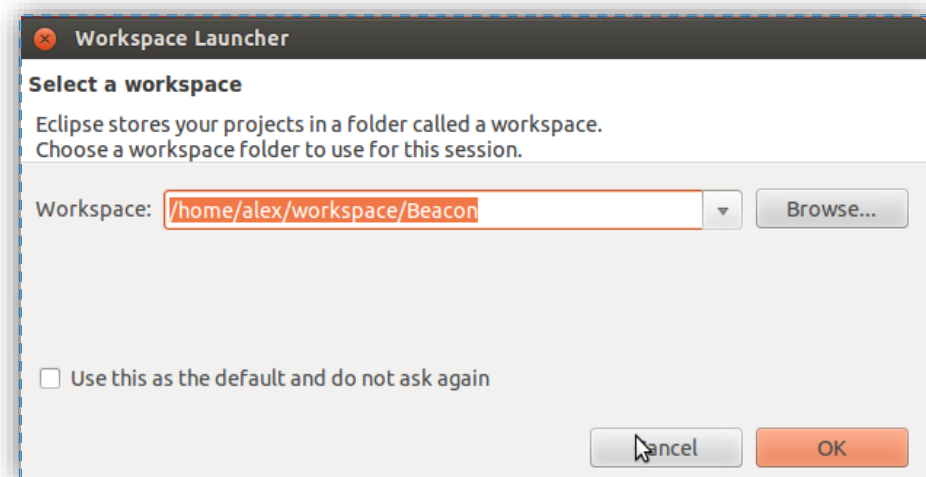 Workspace Launcher
Select a workspace
Eclipse stores your projects in a folder called a workspace.
Choose a workspace folder to use for this session.
Workspace: /home/alex/workspace/Beacon Browse...
Use this as the default and do not ask again
Cancel OK